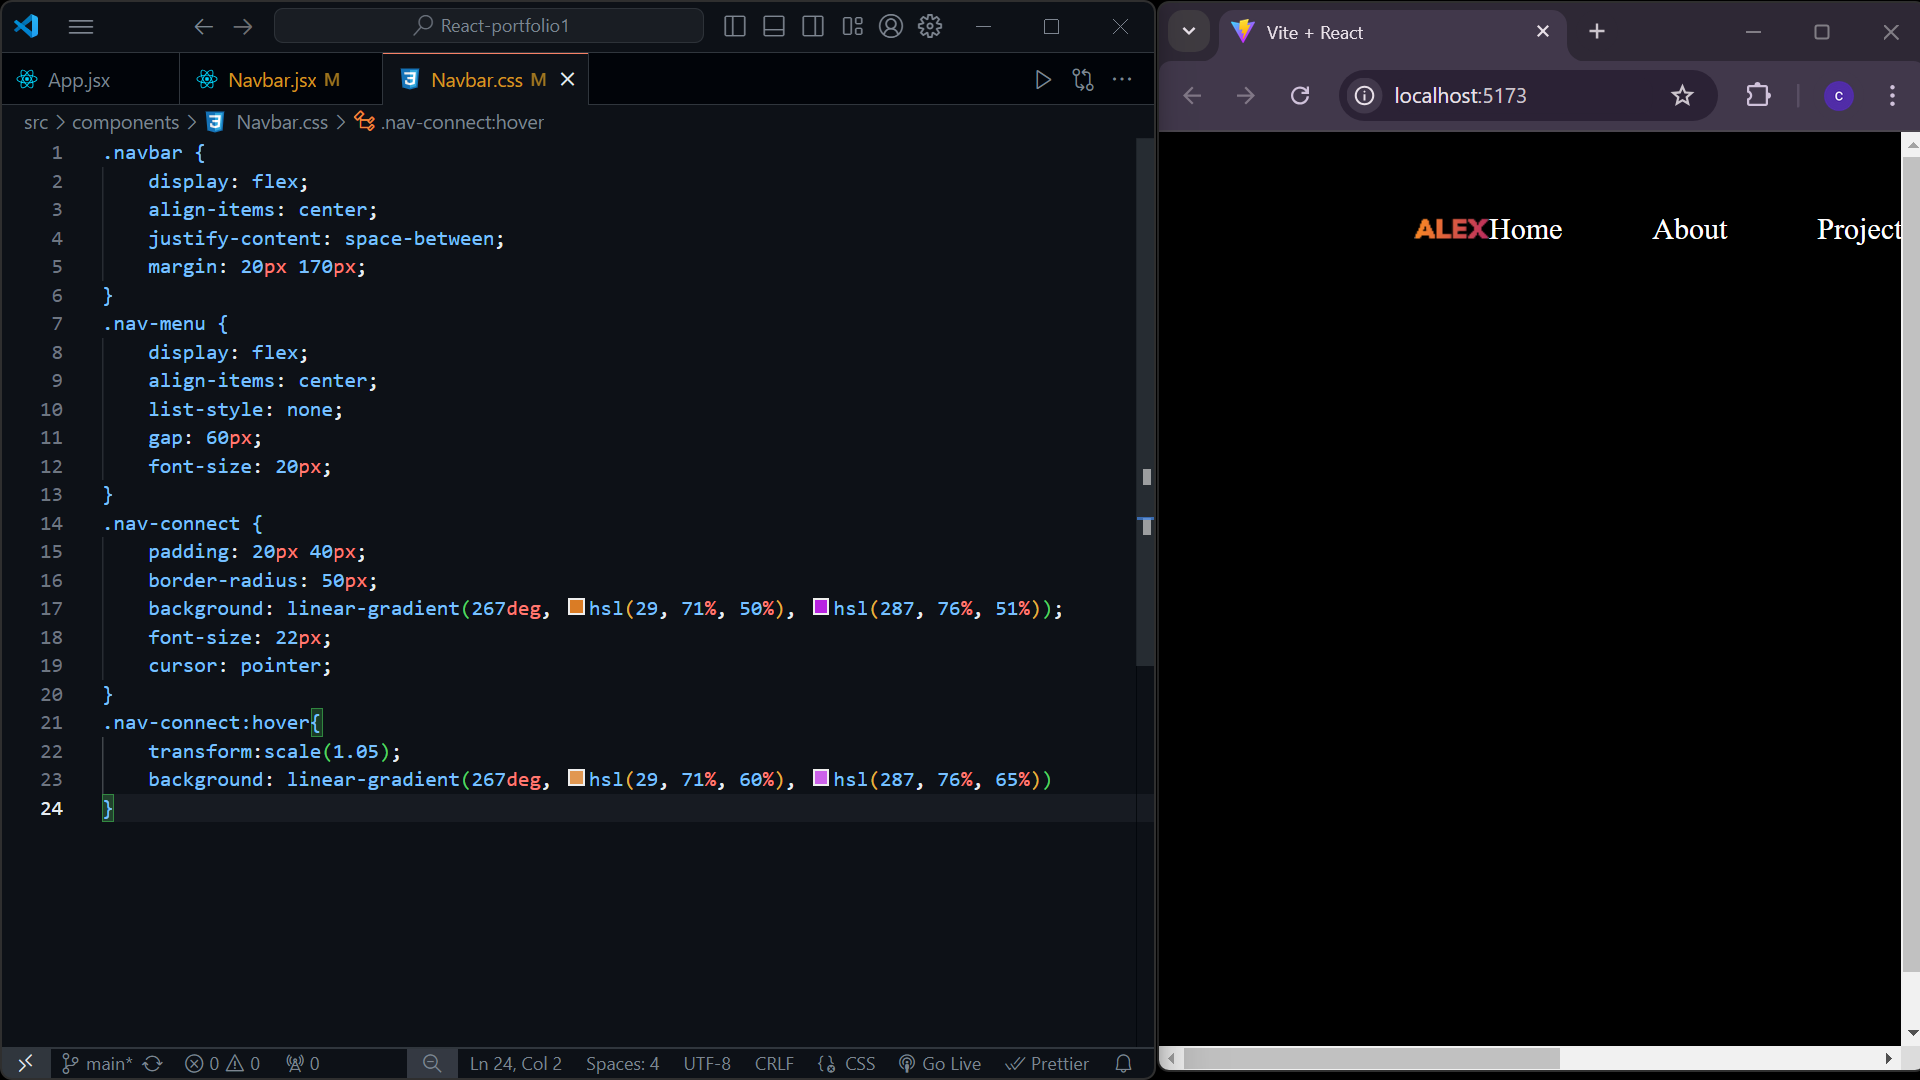 React-portfolio1
App.jsx
Navbar.jsx M
Navbar.css M
src > components > Navbar.css > .nav-connect:hover
1 .navbar {
2 display: flex;
3 align-items: center;
4 justify-content: space-between;
5 margin: 20px 170px;
6 }
7 .nav-menu {
8 display: flex;
9 align-items: center;
10 list-style: none;
11 gap: 60px;
12 font-size: 20px;
13 }
14 .nav-connect {
15 padding: 20px 40px;
16 border-radius: 50px;
17 background: linear-gradient(267deg, hsl(29, 71%, 50%), hsl(287, 76%, 51%));
18 font-size: 22px;
19 cursor: pointer;
20 }
21 .nav-connect:hover{
22 transform:scale(1.05);
23 background: linear-gradient(267deg, hsl(29, 71%, 60%), hsl(287, 76%, 65%))
24 }
main* 0 0 0 Ln 24, Col 2 Spaces: 4 UTF-8 CRLF CSS Go Live Prettier
Vite + React
localhost:5173
c
ALEX Home About Project